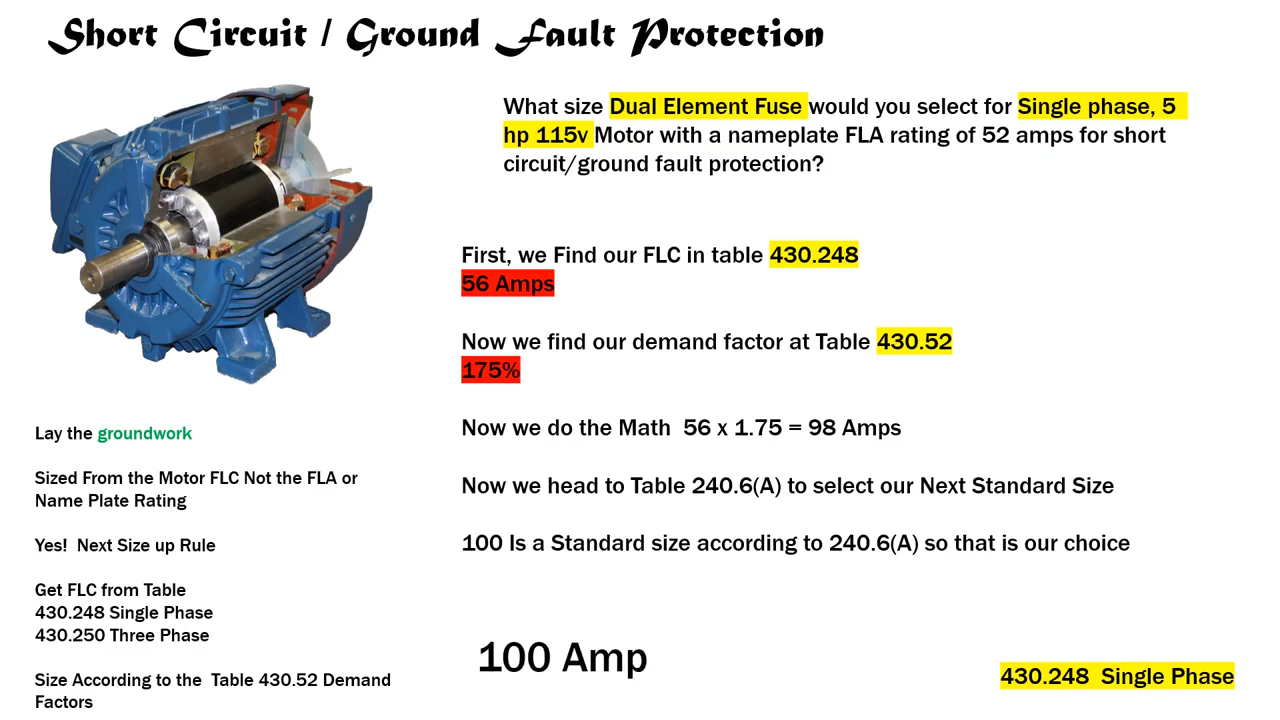 Short Circuit / Ground Fault Protection
What size Dual Element Fuse would you select for Single phase, 5
hp 115v Motor with a nameplate FLA rating of 52 amps for short
circuit/ground fault protection?
First, we Find our FLC in table 430.248
56 Amps
Now we find our demand factor at Table 430.52
175%
Now we do the Math  56 x 1.75 = 98 Amps
Now we head to Table 240.6(A) to select our Next Standard Size
100 Is a Standard size according to 240.6(A) so that is our choice
100 Amp
430.248  Single Phase
Lay the groundwork
Sized From the Motor FLC Not the FLA or
Name Plate Rating
Yes!  Next Size up Rule
Get FLC from Table
430.248 Single Phase
430.250 Three Phase
Size According to the  Table 430.52 Demand
Factors